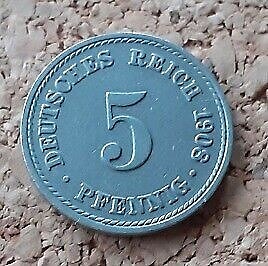 DEUTSCHES REICH 1908
5
· PFENNIG ·